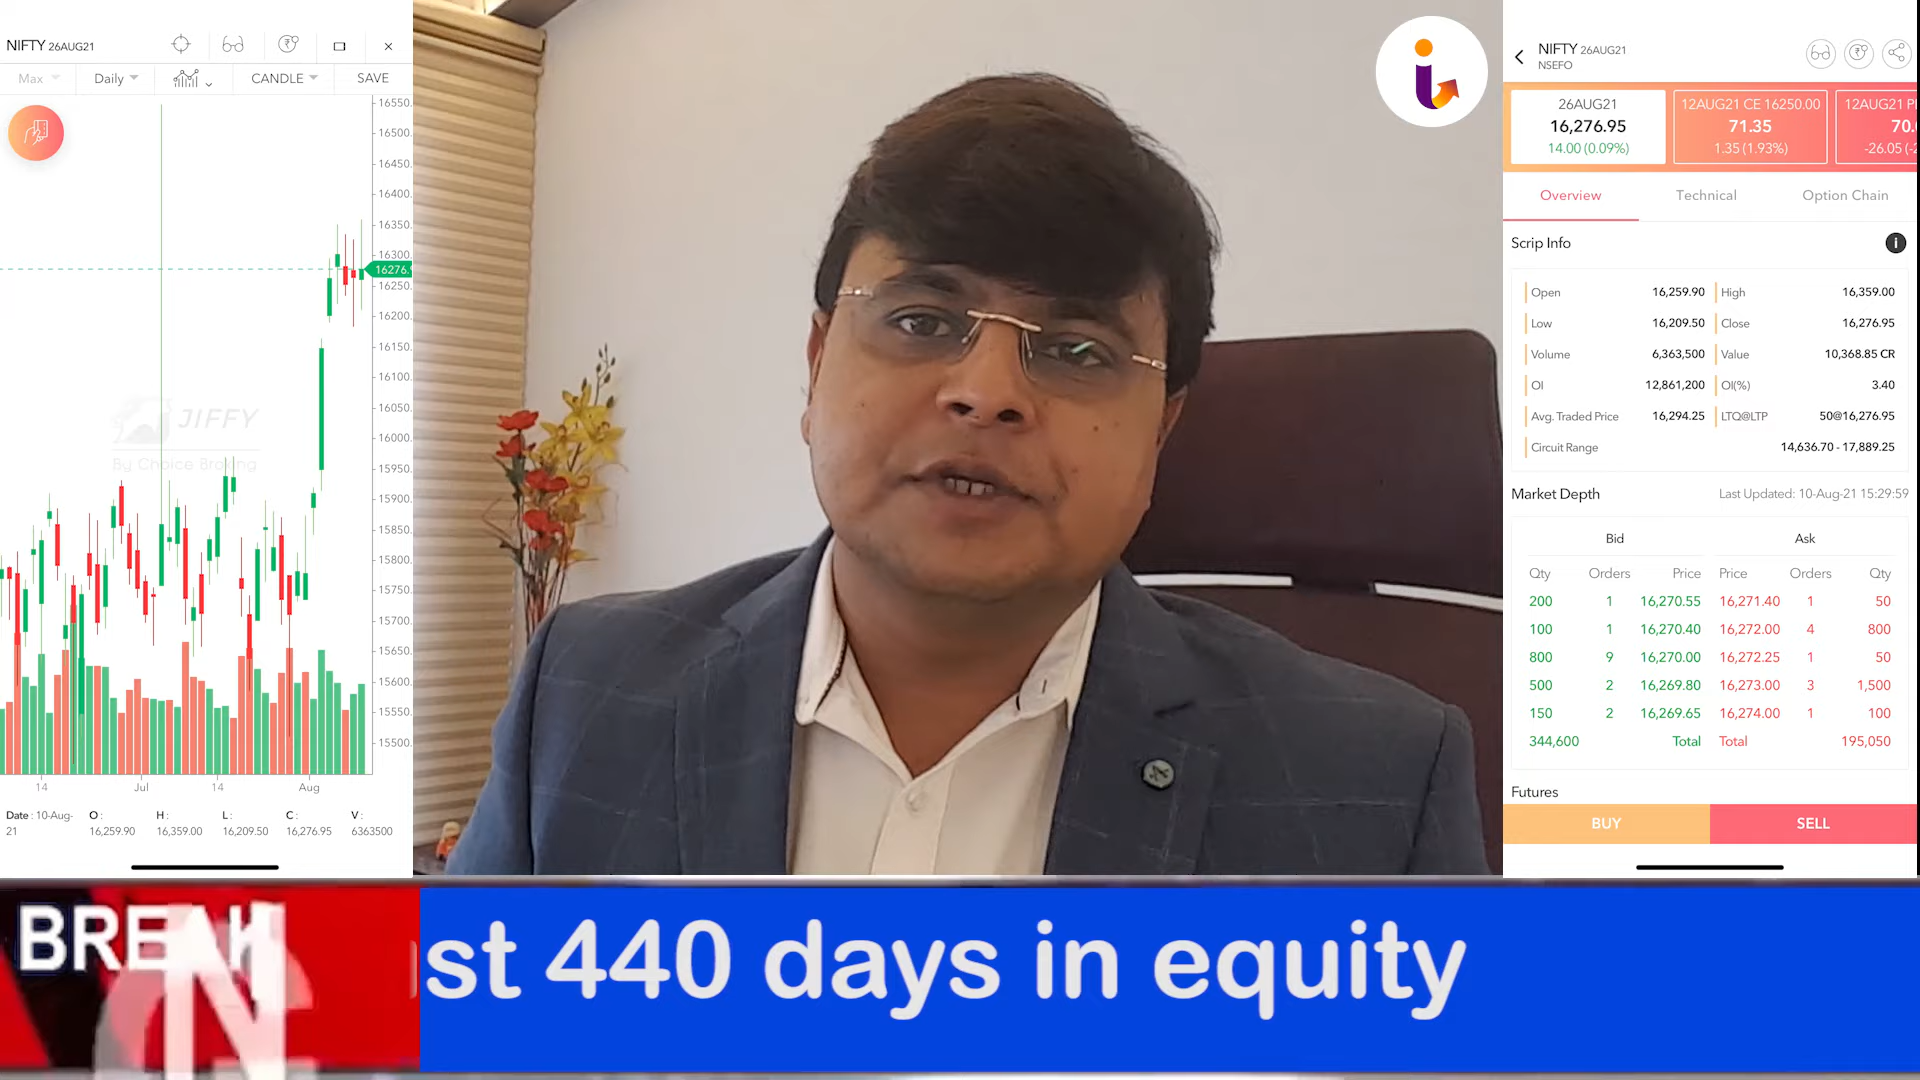 NIFTY 26AUG21
Max Daily CANDLE SAVE
16550.
16500.
16450.
16400.
16350.
16300.
16276.9
16250.
16200.
16150.
16100.
16050.
16000.
15950.
15900.
15850.
15800.
15750.
15700.
15650.
15600.
15550.
15500.
JIFFY
By Choice Broking
14 Jul 14 Aug
Date : 10-Aug-21 O : 16,259.90 H : 16,359.00 L : 16,209.50 C : 16,276.95 V : 6363500
NIFTY 26AUG21
NSEFO
26AUG21
16,276.95
14.00 (0.09%)
12AUG21 CE 16250.00
71.35
1.35 (1.93%)
12AUG21 P
70.
-26.05 (-2
Overview Technical Option Chain
Scrip Info
Open 16,259.90 High 16,359.00
Low 16,209.50 Close 16,276.95
Volume 6,363,500 Value 10,368.85 CR
OI 12,861,200 OI(%) 3.40
Avg. Traded Price 16,294.25 LTQ@LTP 50@16,276.95
Circuit Range 14,636.70 - 17,889.25
Market Depth Last Updated: 10-Aug-21 15:29:59
Bid Ask
Qty Orders Price Price Orders Qty
200 1 16,270.55 16,271.40 1 50
100 1 16,270.40 16,272.00 4 800
800 9 16,270.00 16,272.25 1 50
500 2 16,269.80 16,273.00 3 1,500
150 2 16,269.65 16,274.00 1 100
344,600 Total Total 195,050
Futures
BUY SELL
BREAK
st 440 days in equity